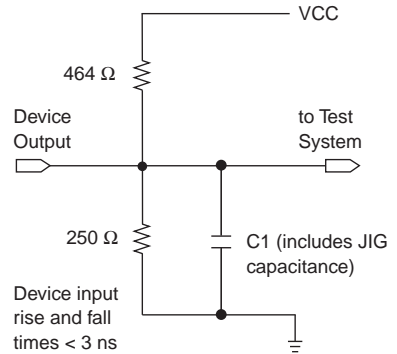 VCC
464 Ω
Device
Output
to Test
System
250 Ω
C1 (includes JIG
capacitance)
Device input
rise and fall
times < 3 ns